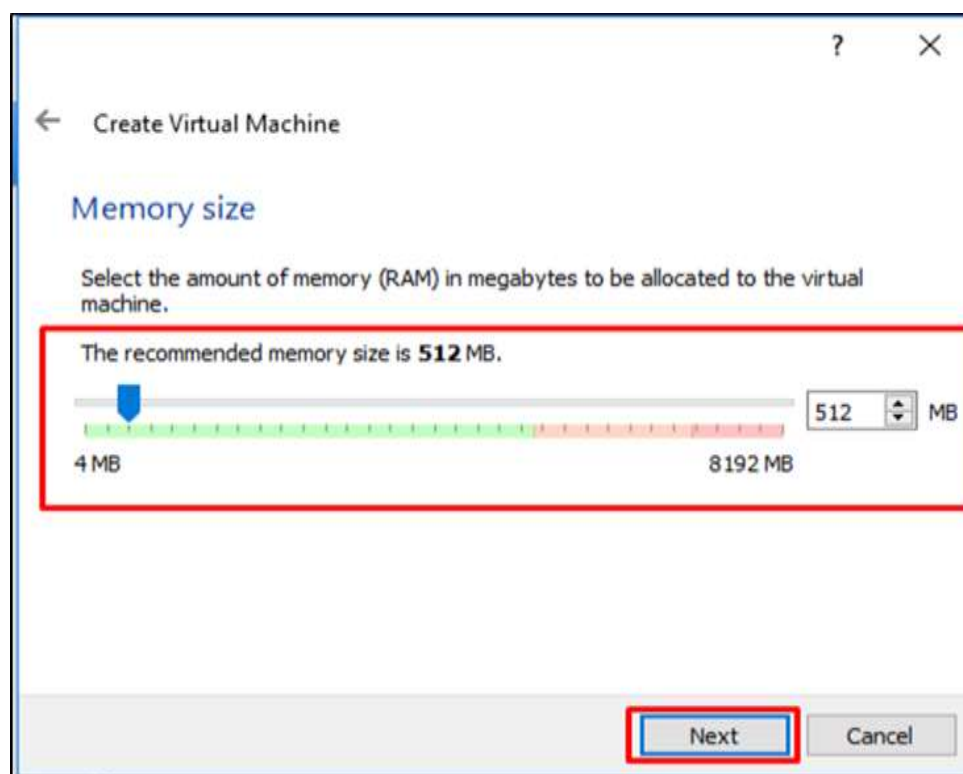 ?
Create Virtual Machine
Memory size
Select the amount of memory (RAM) in megabytes to be allocated to the virtual
machine.
The recommended memory size is 512 MB.
512 MB
4 MB 8192 MB
Next Cancel